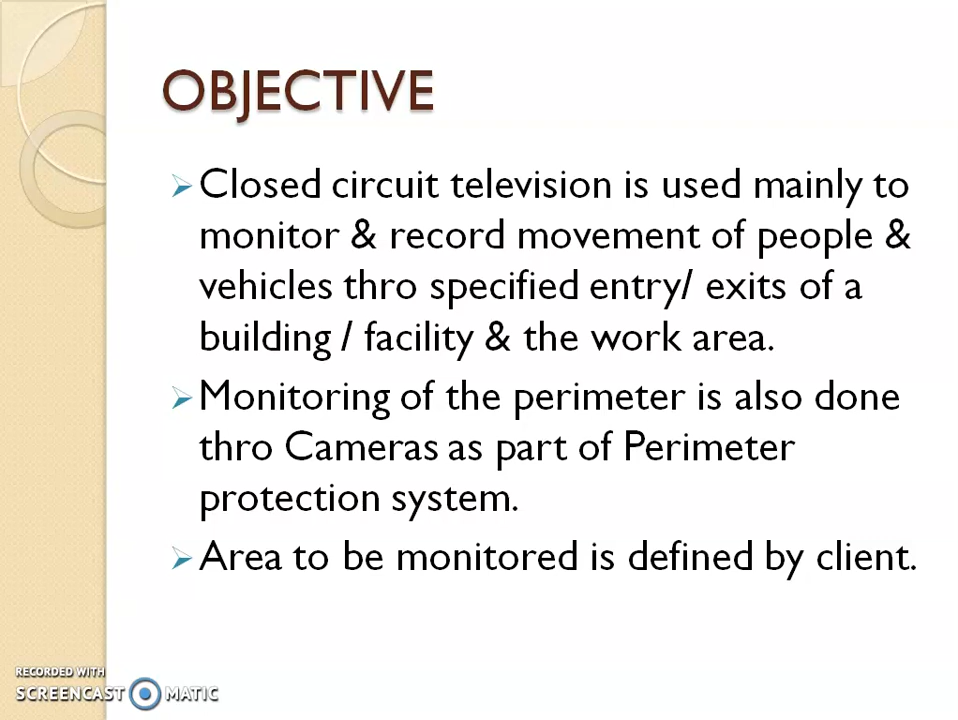 OBJECTIVE
Closed circuit television is used mainly to
monitor & record movement of people &
vehicles thro specified entry/ exits of a
building / facility & the work area.
Monitoring of the perimeter is also done
thro Cameras as part of Perimeter
protection system.
Area to be monitored is defined by client.
RECORDED WITH
SCREENCAST MATIC